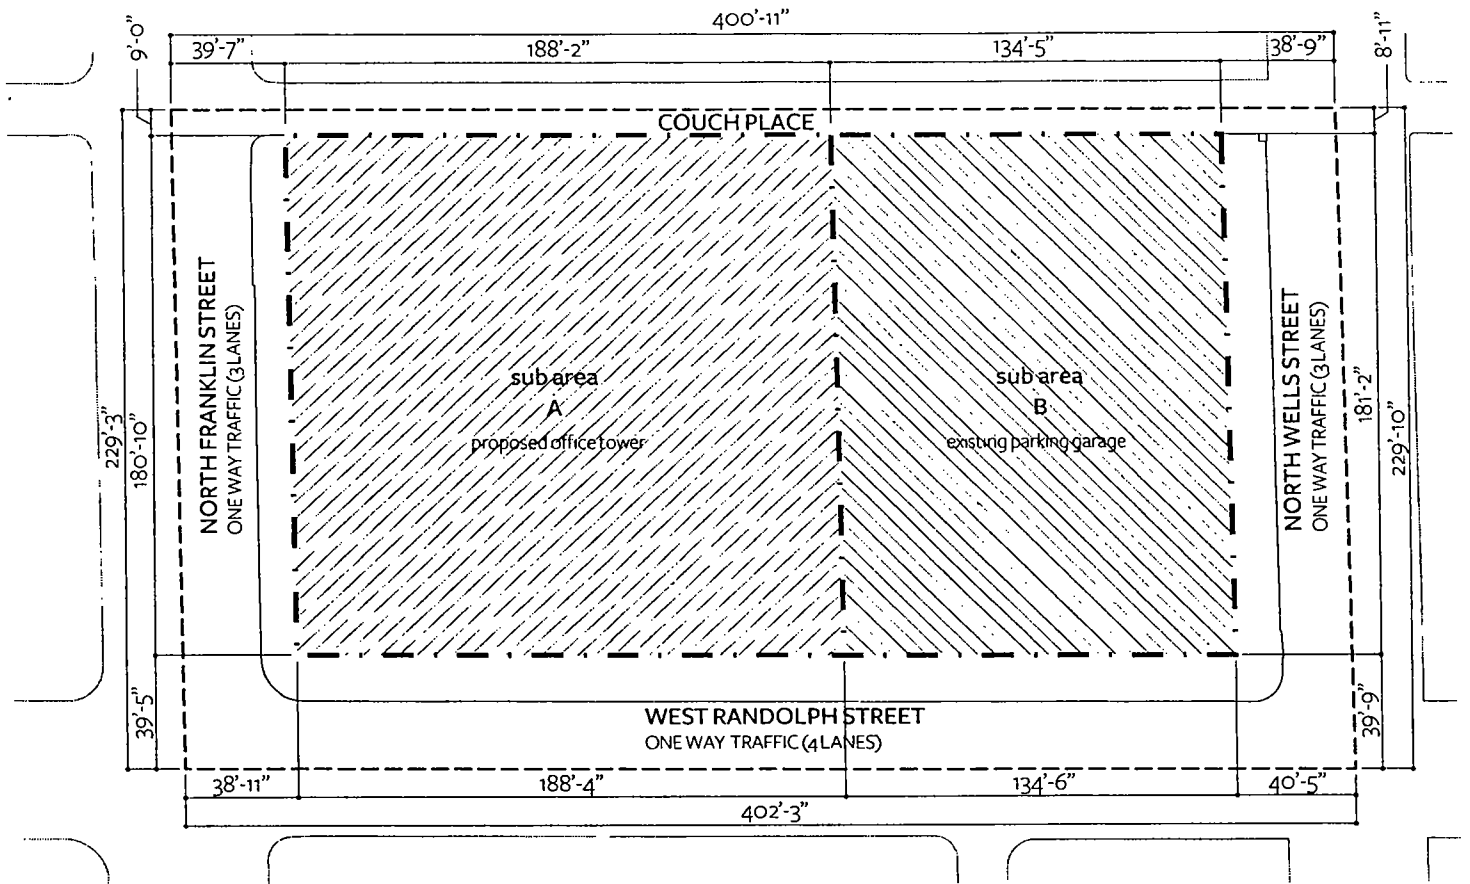 400'-11"
39'-7"
188'-2"
134'-5"
38'-9"
9'-0"
8'-11"
COUCH PLACE
NORTH FRANKLIN STREET
ONE WAY TRAFFIC (3 LANES)
sub area
A
proposed office tower
sub area
B
existing parking garage
NORTH WELLS STREET
ONE WAY TRAFFIC (3 LANES)
229'-3"
180'-10"
181'-2"
229'-10"
39'-5"
39'-9"
WEST RANDOLPH STREET
ONE WAY TRAFFIC (4 LANES)
38'-11"
188'-4"
134'-6"
40'-5"
402'-3"